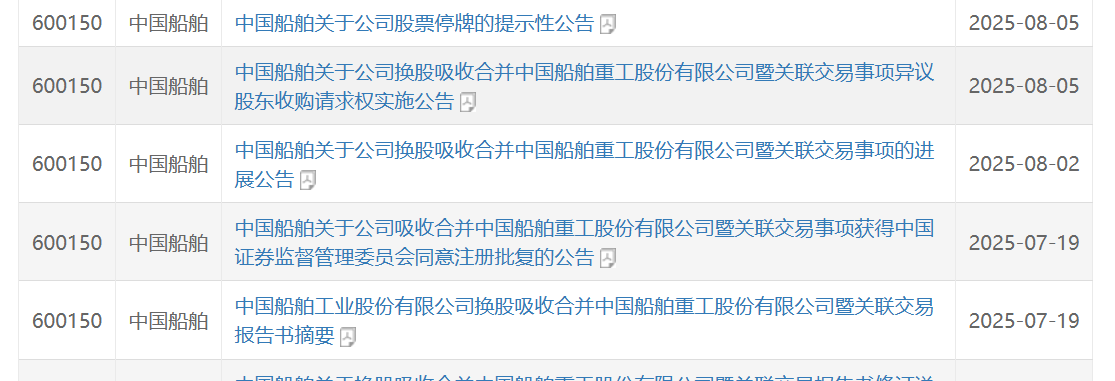 600150 中国船舶 中国船舶关于公司股票停牌的提示性公告 2025-08-05
600150 中国船舶 中国船舶关于公司换股吸收合并中国船舶重工股份有限公司暨关联交易事项异议 2025-08-05
股东收购请求权实施公告
600150 中国船舶 中国船舶关于公司换股吸收合并中国船舶重工股份有限公司暨关联交易事项的进 2025-08-02
展公告
600150 中国船舶 中国船舶关于公司吸收合并中国船舶重工股份有限公司暨关联交易事项获得中国 2025-07-19
证券监督管理委员会同意注册批复的公告
600150 中国船舶 中国船舶工业股份有限公司换股吸收合并中国船舶重工股份有限公司暨关联交易 2025-07-19
报告书摘要